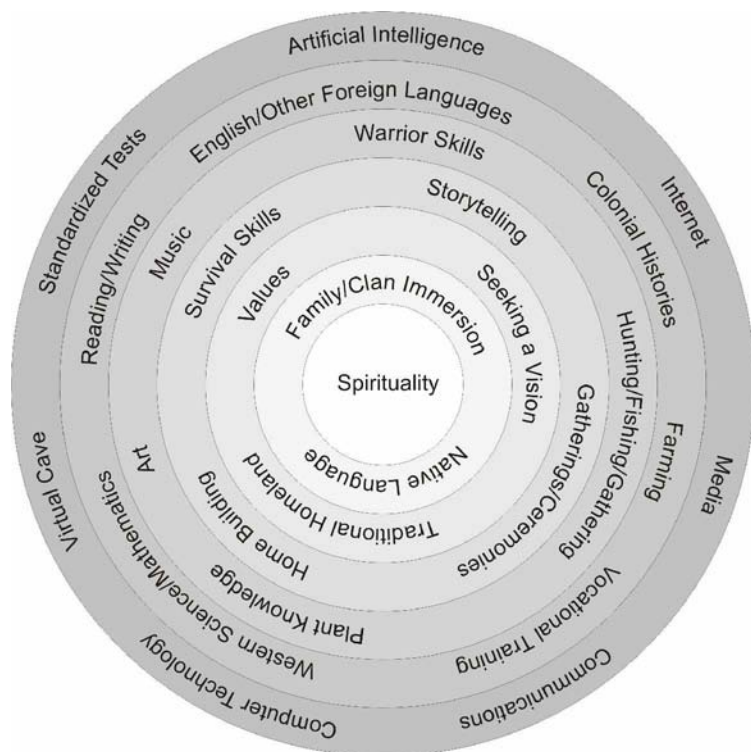 Artificial Intelligence
Internet
Media
Communications
Computer Technology
Virtual Cave
Standardized Tests
English/Other Foreign Languages
Colonial Histories
Farming
Vocational Training
Western Science/Mathematics
Reading/Writing
Warrior Skills
Hunting/Fishing/Gathering
Plant Knowledge
Art
Music
Storytelling
Gatherings/Ceremonies
Home Building
Survival Skills
Seeking a Vision
Traditional Homeland
Values
Family/Clan Immersion
Native Language
Spirituality